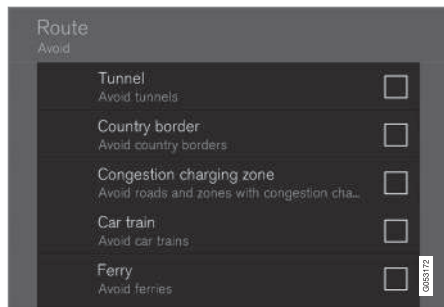 Route
Avoid
Tunnel
Avoid tunnels
Country border
Avoid country borders
Congestion charging zone
Avoid roads and zones with congestion cha...
Car train
Avoid car trains
Ferry
Avoid ferries
G053172